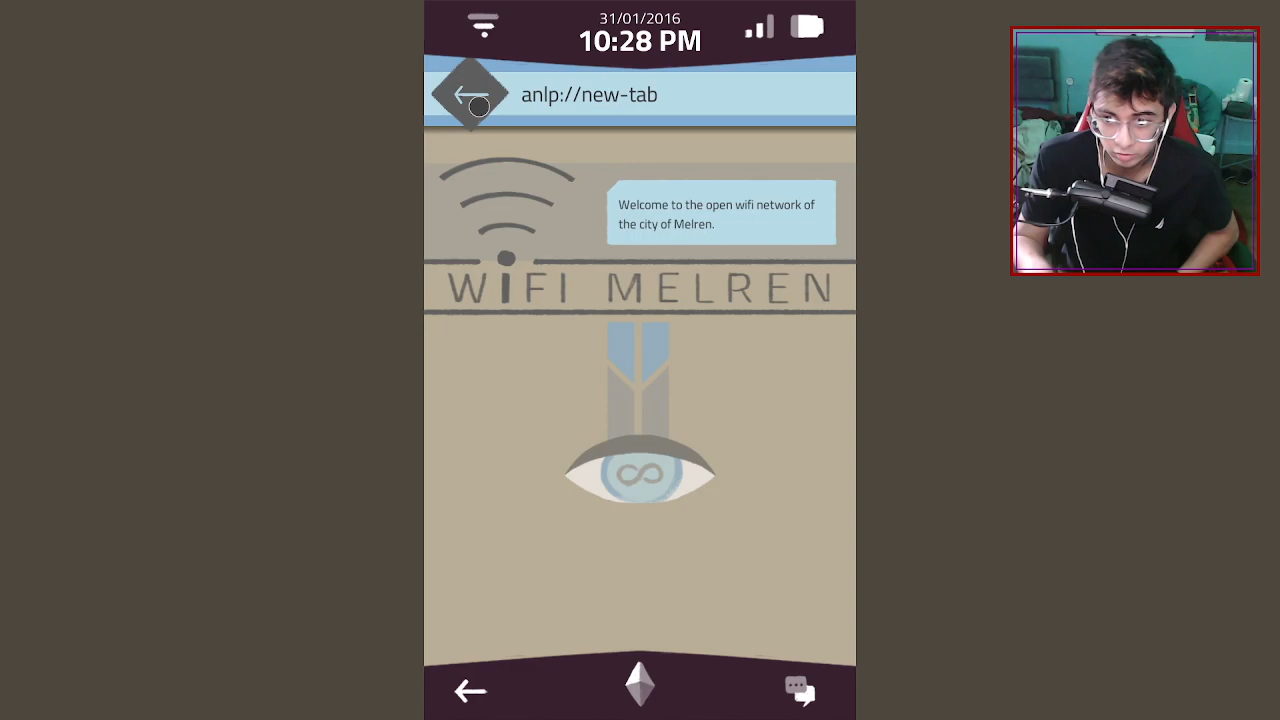 31/01/2016
10:28 PM
anlp://new-tab
Welcome to the open wifi network of
the city of Melren.
WiFI MELREN